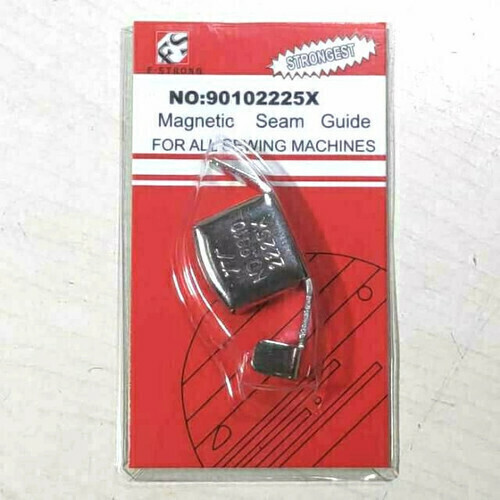 F-STRONG
STRONGEST
NO:90102225X
Magnetic Seam Guide
FOR ALL SEWING MACHINES